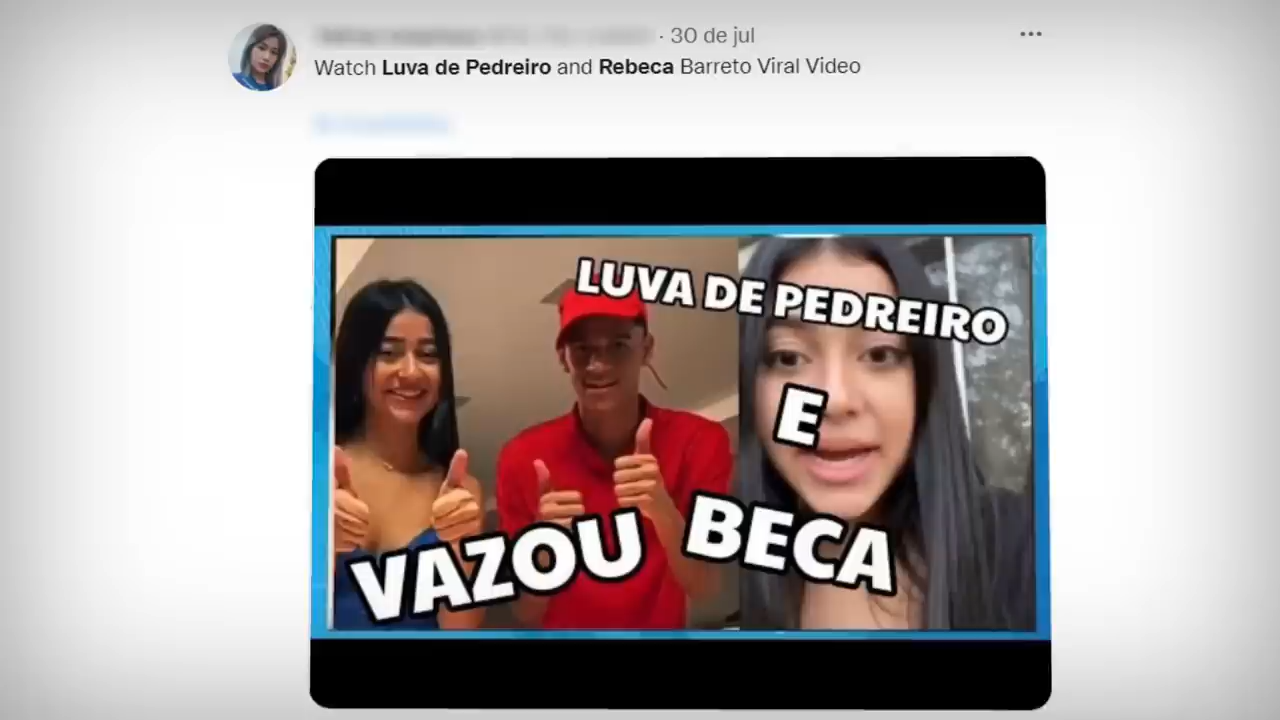 · 30 de jul
Watch Luva de Pedreiro and Rebeca Barreto Viral Video
LUVA DE PEDREIRO
E
VAZOU BECA